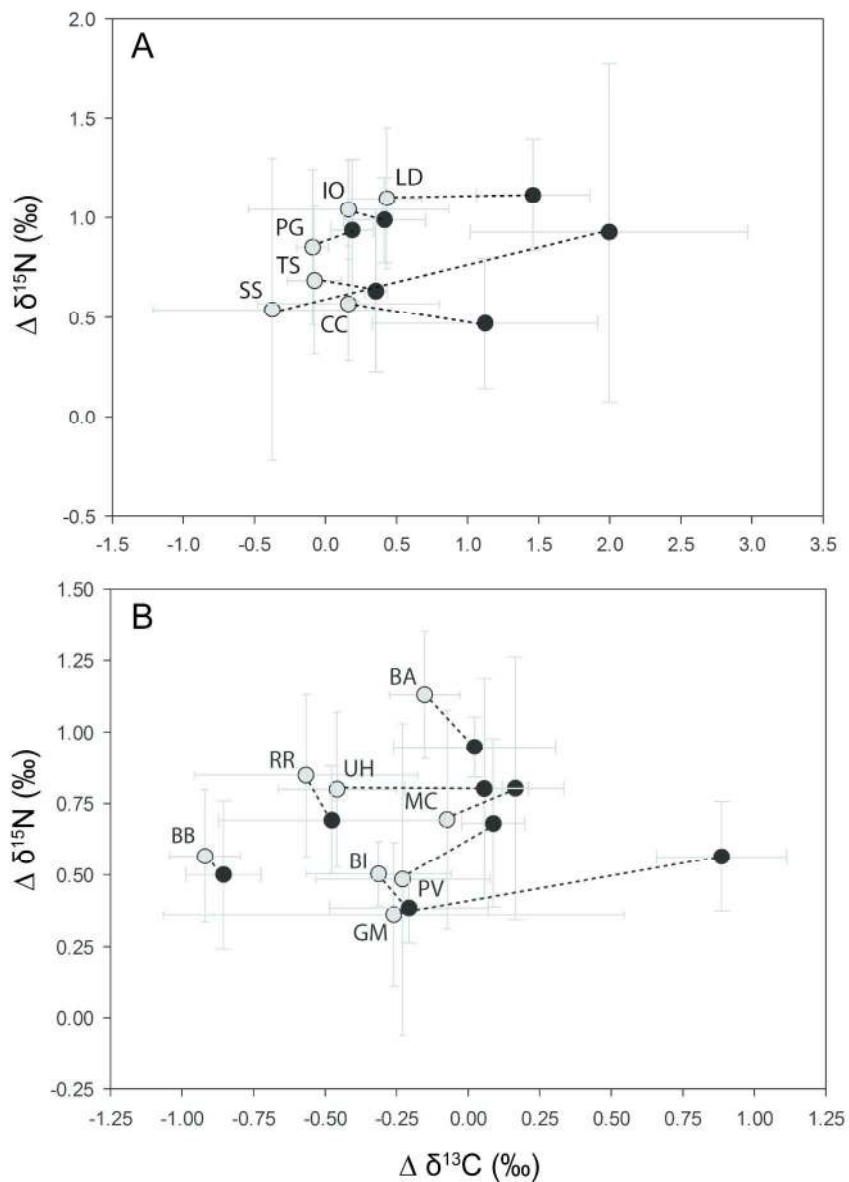 A
Δ δ¹⁵N (‰)
2.0
1.5
1.0
0.5
0.0
-0.5
IO
LD
PG
TS
SS
CC
-1.5 -1.0 -0.5 0.0 0.5 1.0 1.5 2.0 2.5 3.0 3.5
B
Δ δ¹⁵N (‰)
1.50
1.25
1.00
0.75
0.50
0.25
0.00
-0.25
BA
RR
UH
MC
BB
BI
PV
GM
-1.25 -1.00 -0.75 -0.50 -0.25 0.00 0.25 0.50 0.75 1.00 1.25
Δ δ¹³C (‰)